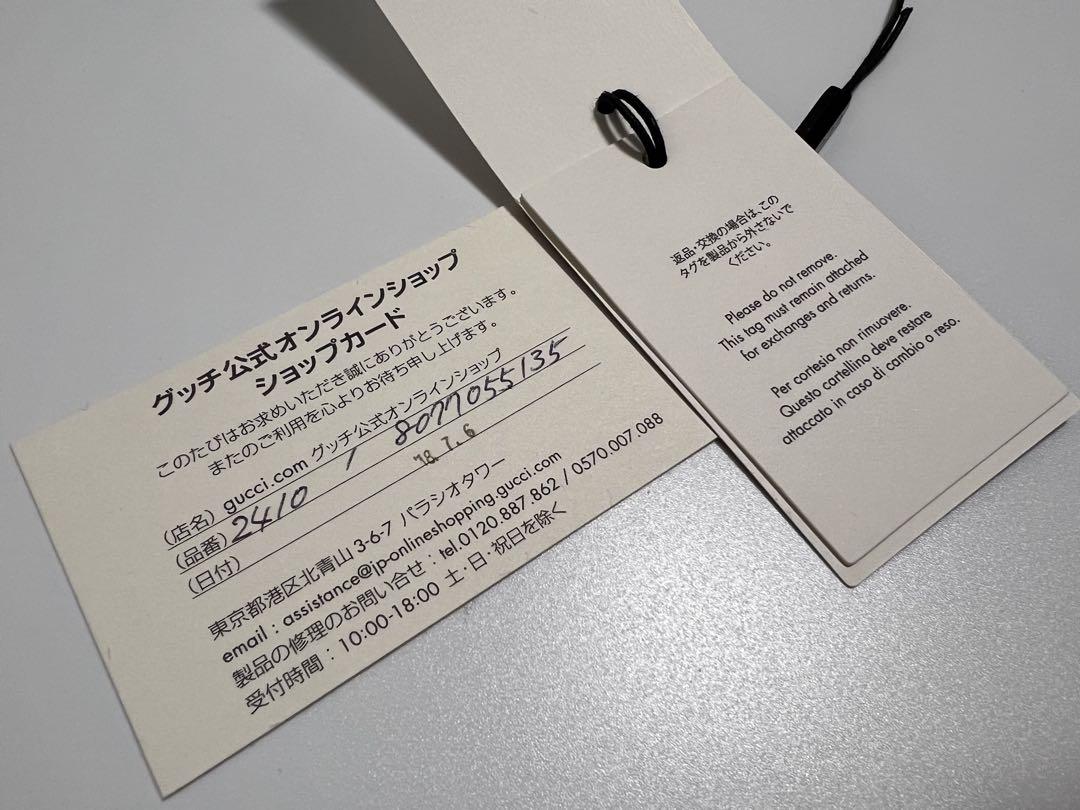 グッチ公式オンラインショップ
ショップカード
このたびはお求めいただき誠にありがとうございます。
またのご利用を心よりお待ち申し上げます。
(店名) gucci.com グッチ公式オンラインショップ
(品番) 2410 / 8077055135
(日付) 18.7.6
東京都港区北青山 3-6-7 パラシオタワー
email : assistance@jp-onlineshopping.gucci.com
製品の修理のお問い合せ : tel.0120.887.862 / 0570.007.088
受付時間 : 10:00-18:00 土・日・祝日を除く
返品・交換の場合は、この
タグを製品から外さないで
ください。
Please do not remove.
This tag must remain attached
for exchanges and returns.
Per cortesia non rimuovere.
Questo cartellino deve restare
attaccato in caso di cambio o reso.